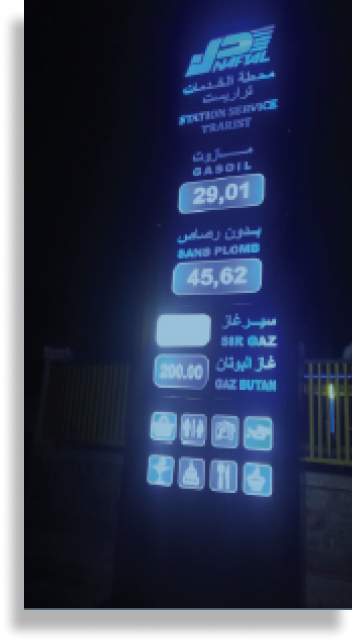 NAFTAL
محطة الخدمات
تراريست
STATION SERVICE
TRARIST
مازوت
GASOIL
29,01
بدون رصاص
SANS PLOMB
45,62
سيرغاز
SIR GAZ
غاز البوتان
200.00
GAZ BUTAN